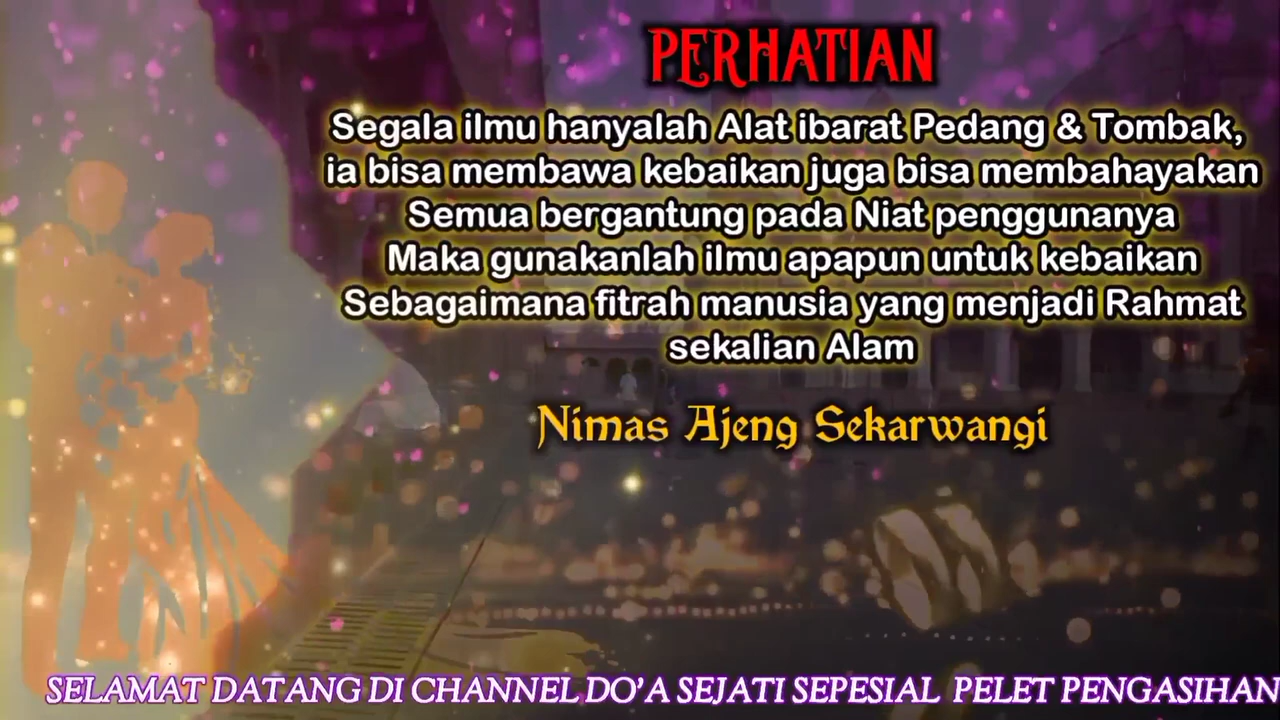 PERHATIAN
Segala ilmu hanyalah Alat ibarat Pedang & Tombak,
ia bisa membawa kebaikan juga bisa membahayakan
Semua bergantung pada Niat penggunanya
Maka gunakanlah ilmu apapun untuk kebaikan
Sebagaimana fitrah manusia yang menjadi Rahmat
sekalian Alam
Nimas Ajeng Sekarwangi
SELAMAT DATANG DI CHANNEL DO'A SEJATI SEPESIAL PELET PENGASIHAN